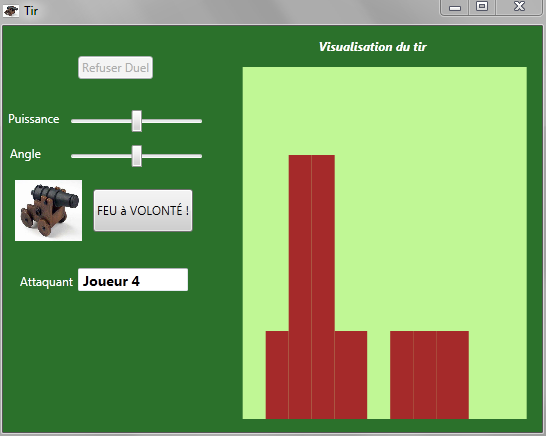 Tir
Visualisation du tir
Refuser Duel
Puissance
Angle
FEU à VOLONTÉ !
Attaquant
Joueur 4